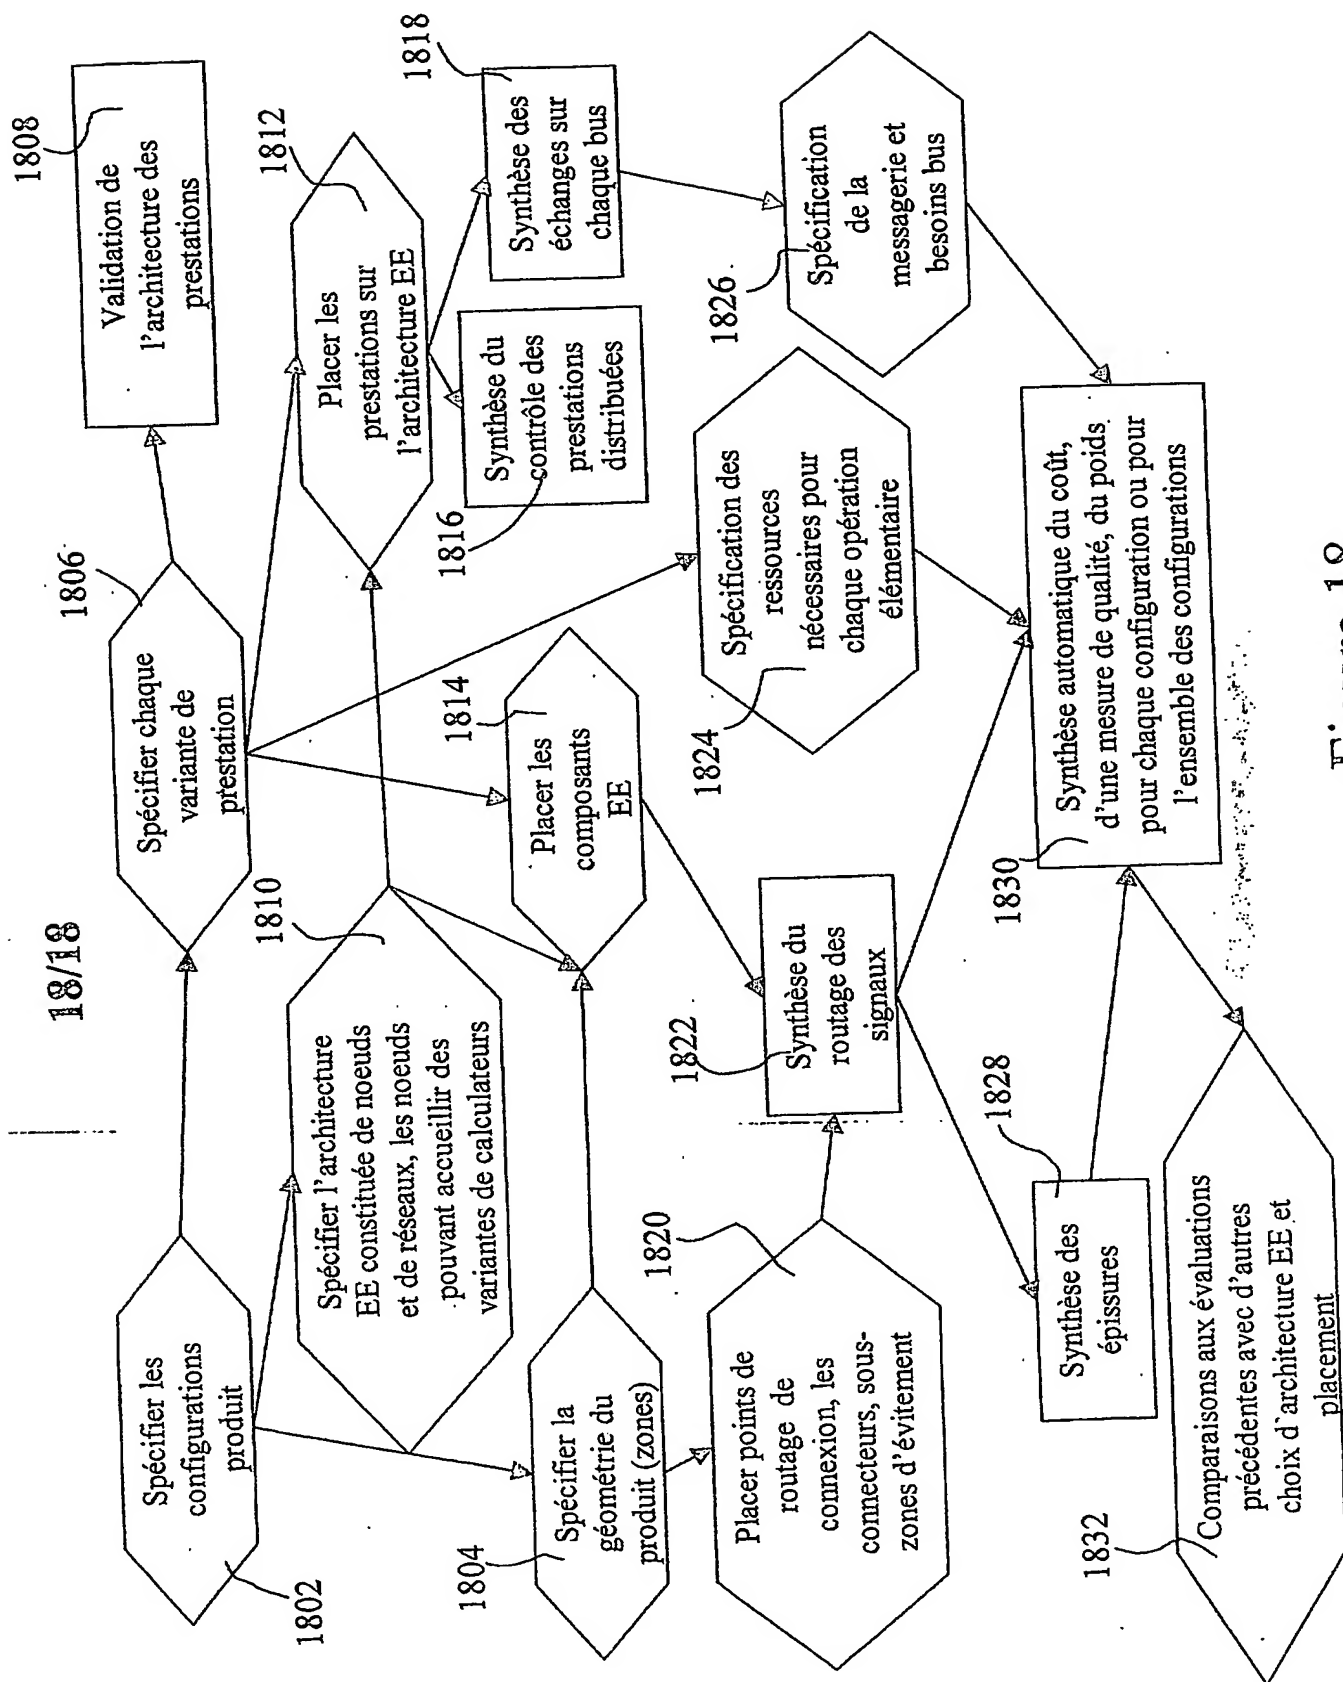 18/18
1802
Spécifier les
configurations
produit
1806
Spécifier chaque
variante de
prestation
1808
Validation de
l'architecture des
prestations
1810
Spécifier l'architecture
EE constituée de noeuds
et de réseaux, les noeuds
pouvant accueillir des
variantes de calculateurs
1812
Placer les
prestations sur
l'architecture EE
1804
Spécifier la
géométrie du
produit (zones)
1814
Placer les
composants
EE
1816
Synthèse du
contrôle des
prestations
distribuées
1818
Synthèse des
échanges sur
chaque bus
1820
Placer points de
routage de
connexion, les
connecteurs, sous-
zones d'évitement
1822
Synthèse du
routage des
signaux
1824
Spécification des
ressources
nécessaires pour
chaque opération
élémentaire
1826
Spécification
de la
messagerie et
besoins bus
1828
Synthèse des
épissures
1830
Synthèse automatique du coût,
d'une mesure de qualité, du poids
pour chaque configuration ou pour
l'ensemble des configurations
1832
Comparaisons aux évaluations
précédentes avec d'autres
choix d'architecture EE et
placement
Figure 18